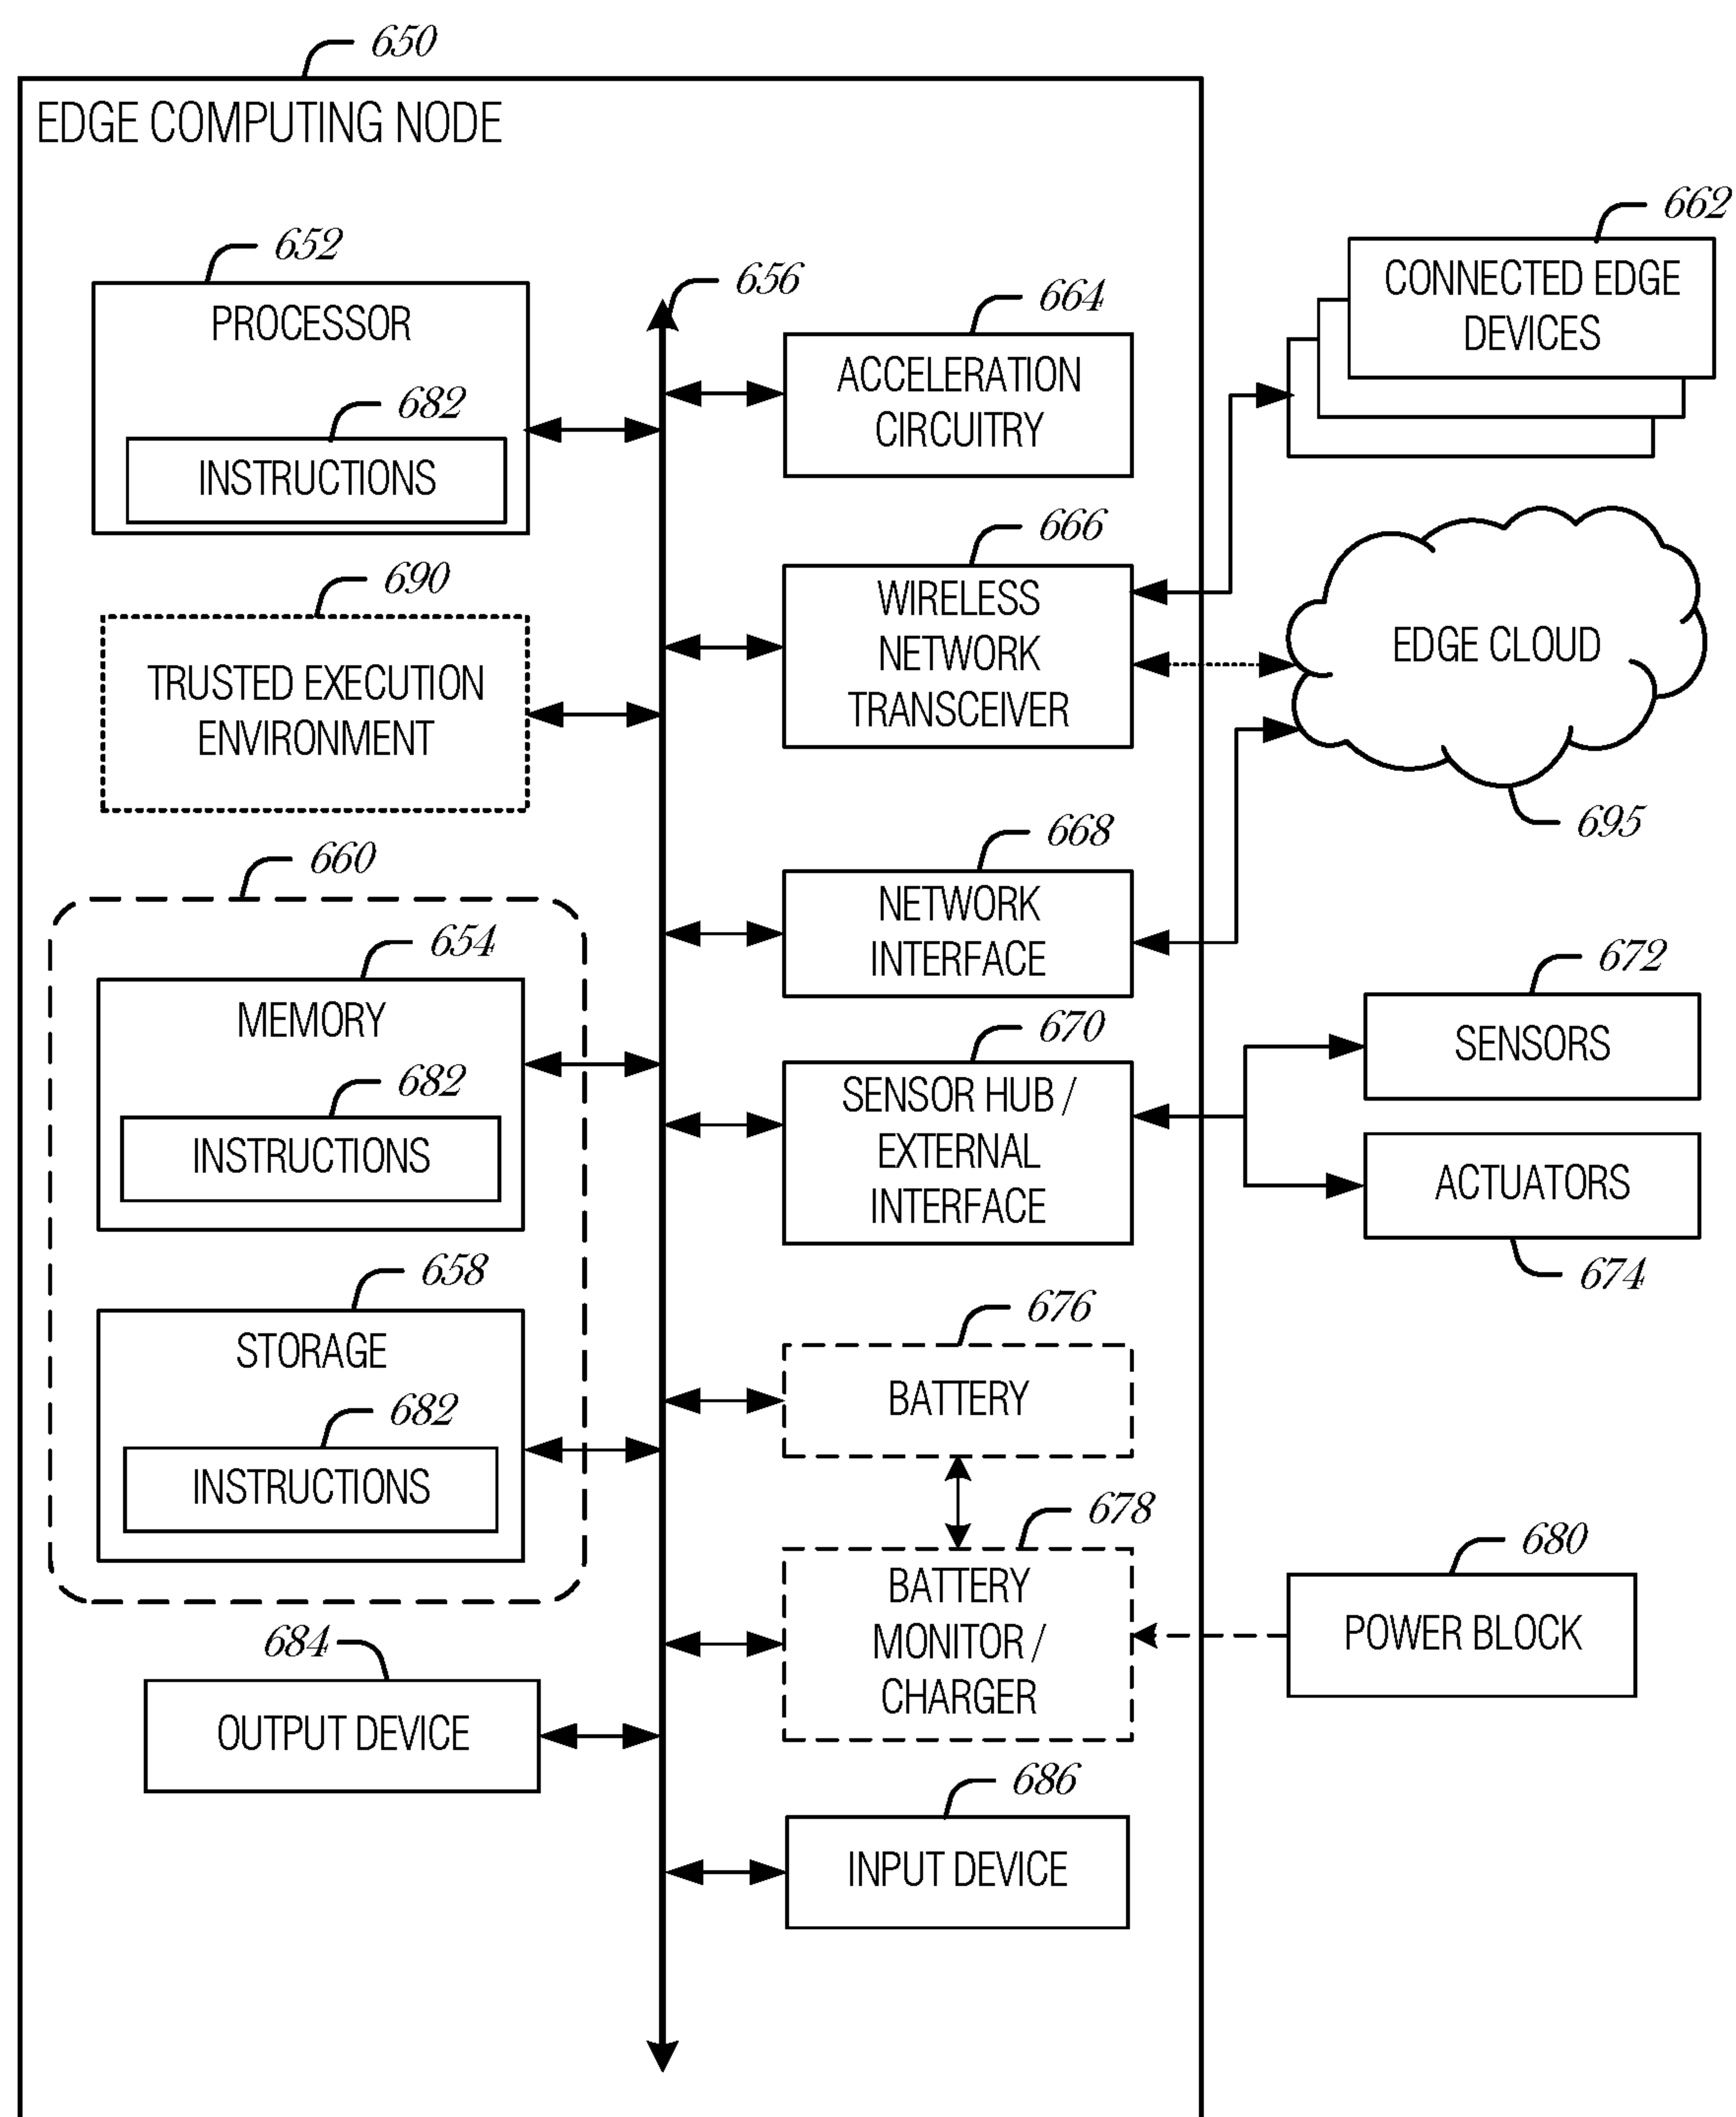 650
EDGE COMPUTING NODE
652
PROCESSOR
682
INSTRUCTIONS
690
TRUSTED EXECUTION
ENVIRONMENT
660
654
MEMORY
682
INSTRUCTIONS
658
STORAGE
682
INSTRUCTIONS
684
OUTPUT DEVICE
656
664
ACCELERATION
CIRCUITRY
666
WIRELESS
NETWORK
TRANSCEIVER
668
NETWORK
INTERFACE
670
SENSOR HUB /
EXTERNAL
INTERFACE
676
BATTERY
678
BATTERY
MONITOR /
CHARGER
686
INPUT DEVICE
662
CONNECTED EDGE
DEVICES
EDGE CLOUD
695
672
SENSORS
ACTUATORS
674
680
POWER BLOCK